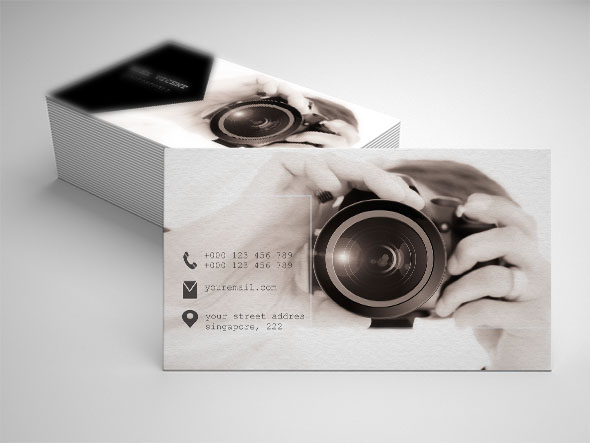 +000 123 456 789
+000 123 456 789
youremail.com
your street addres
singapore, 222